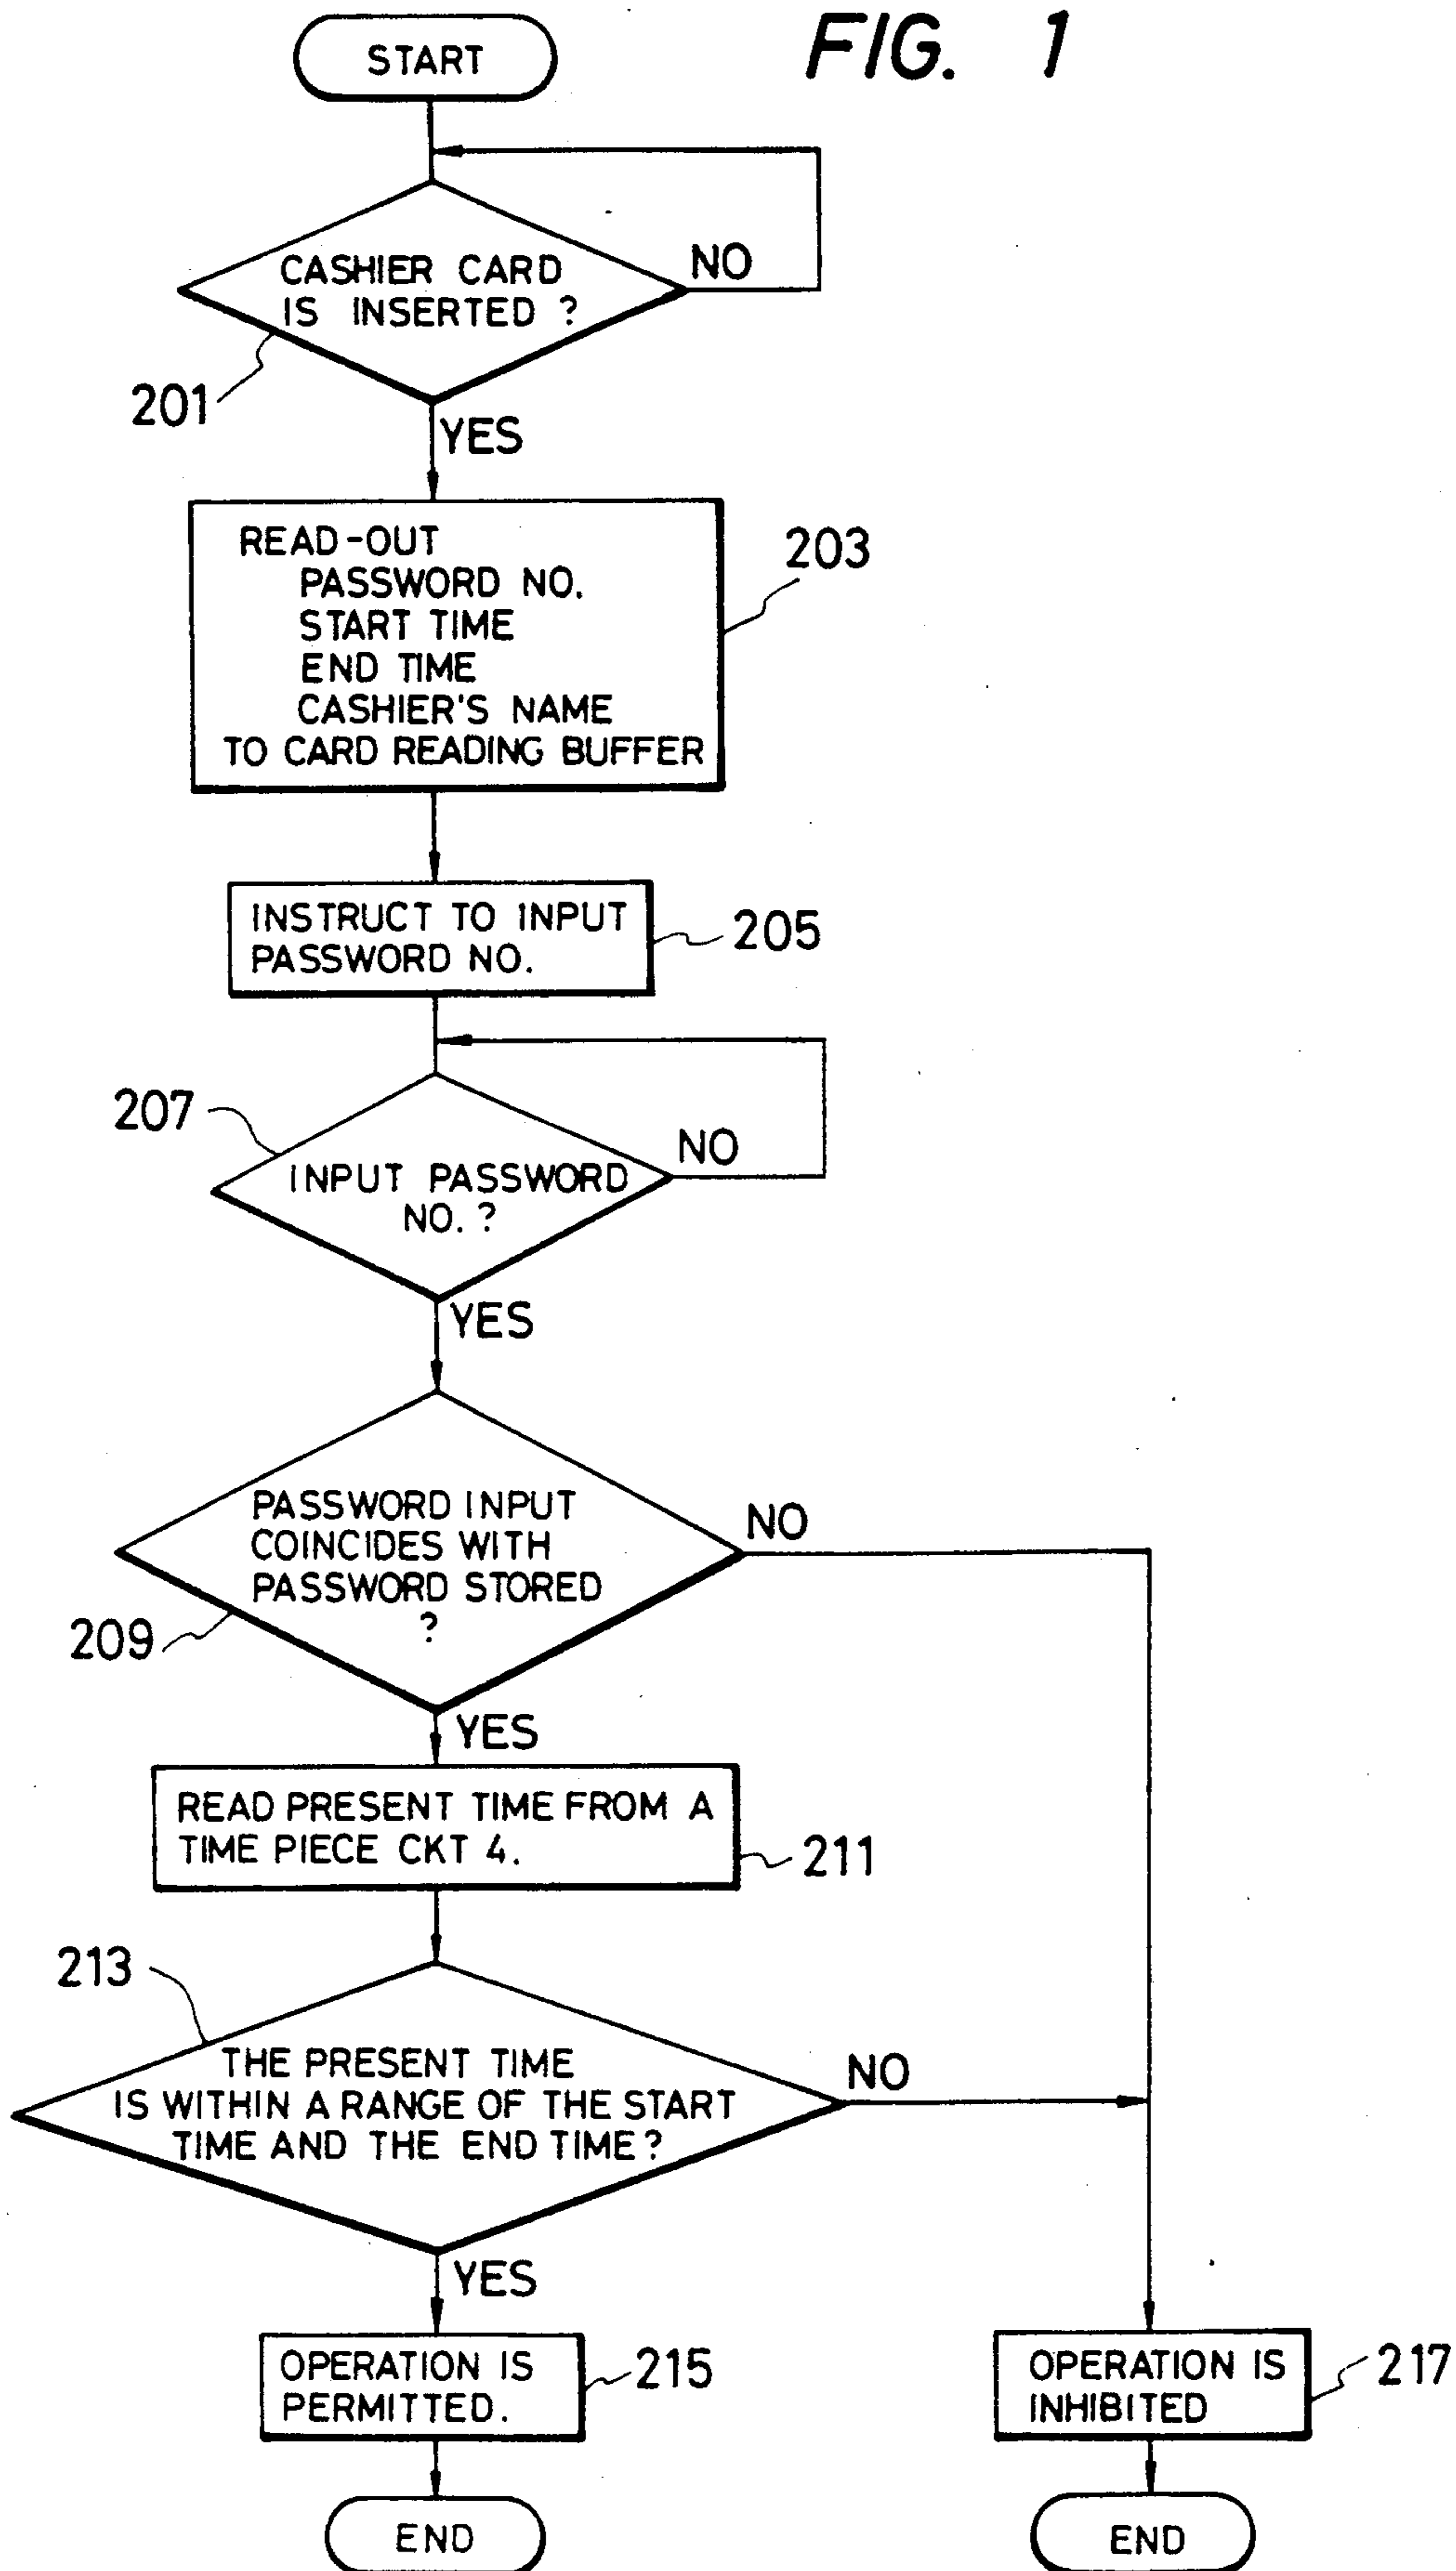 FIG. 1
START
CASHIER CARD
IS INSERTED ?
NO
201
YES
READ-OUT
PASSWORD NO.
START TIME
END TIME
CASHIER'S NAME
TO CARD READING BUFFER
203
INSTRUCT TO INPUT
PASSWORD NO.
205
207
INPUT PASSWORD
NO. ?
NO
YES
PASSWORD INPUT
COINCIDES WITH
PASSWORD STORED
?
NO
209
YES
READ PRESENT TIME FROM A
TIME PIECE CKT 4.
211
213
THE PRESENT TIME
IS WITHIN A RANGE OF THE START
TIME AND THE END TIME?
NO
YES
OPERATION IS
PERMITTED.
215
OPERATION IS
INHIBITED
217
END
END